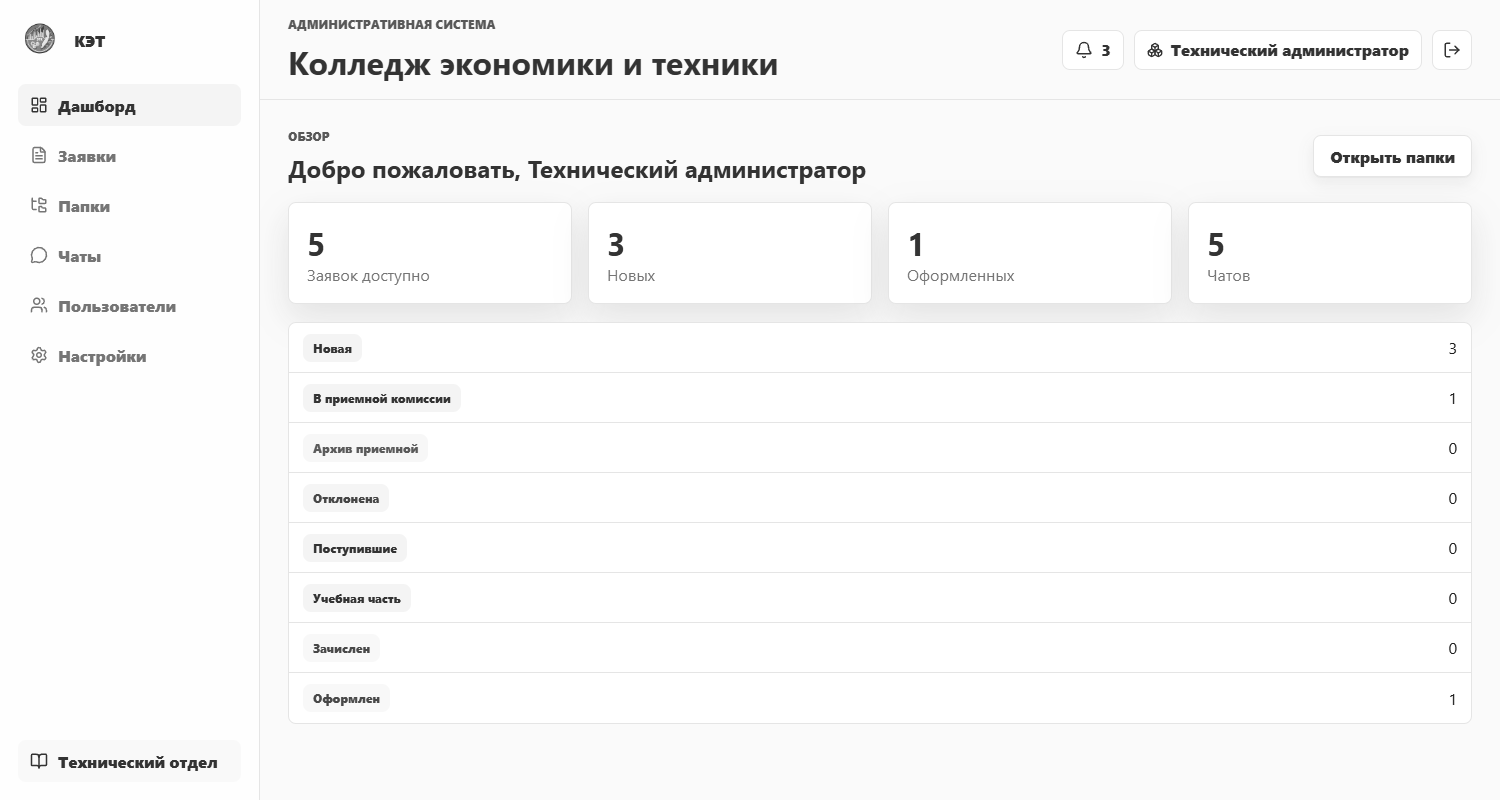 КЭТ
Дашборд
Заявки
Папки
Чаты
Пользователи
Настройки
Технический отдел
АДМИНИСТРАТИВНАЯ СИСТЕМА
Колледж экономики и техники
3
Технический администратор
ОБЗОР
Добро пожаловать, Технический администратор
Открыть папки
5
Заявок доступно
3
Новых
1
Оформленных
5
Чатов
Новая 3
В приемной комиссии 1
Архив приемной 0
Отклонена 0
Поступившие 0
Учебная часть 0
Зачислен 0
Оформлен 1